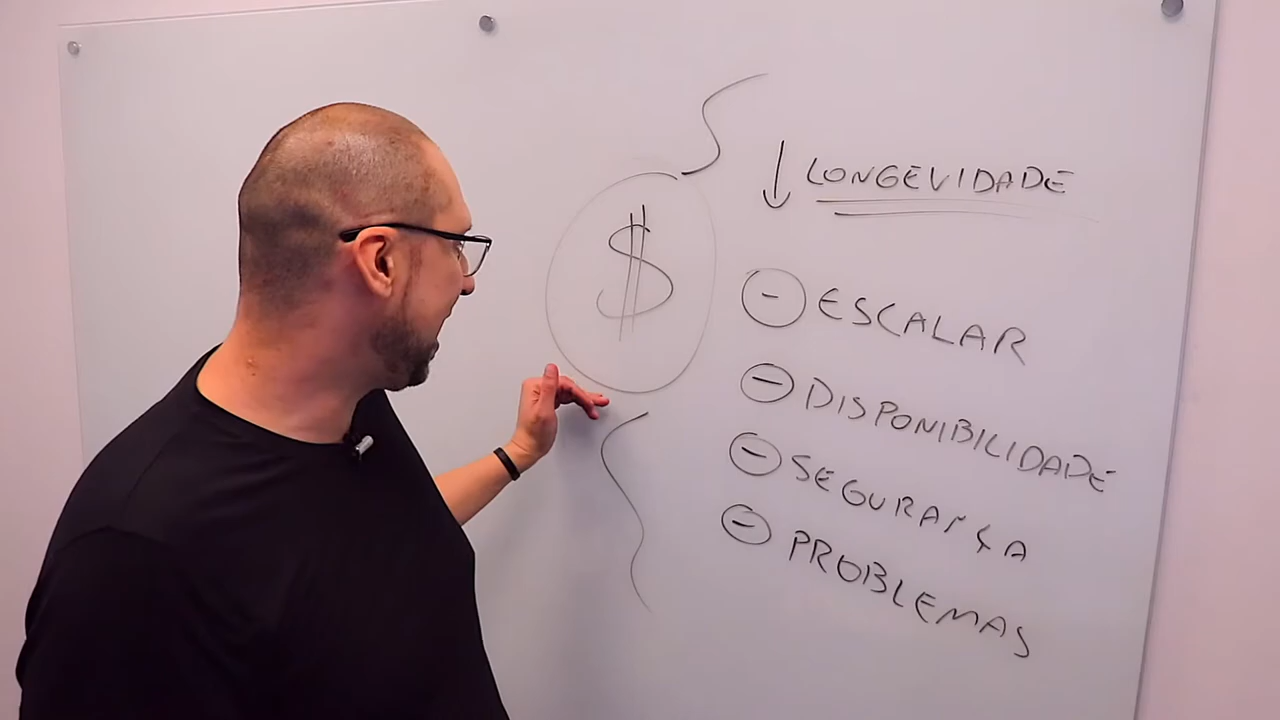 $
↓ LONGEVIDADE
- ESCALAR
- DISPONIBILIDADE
- SEGURANÇA
- PROBLEMAS